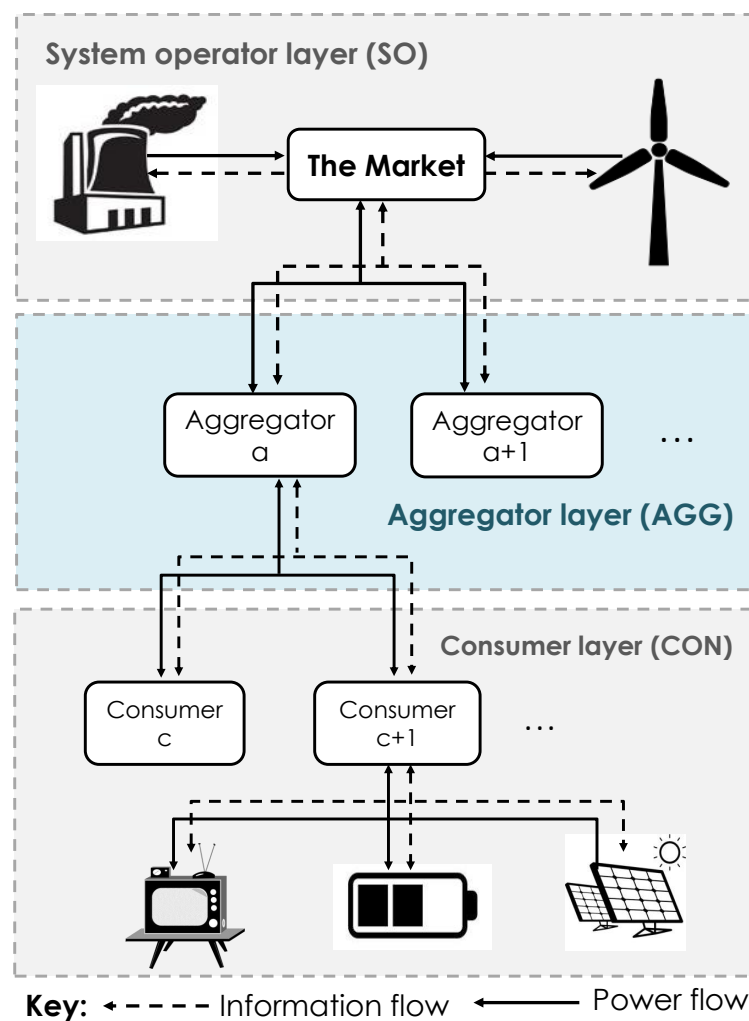 System operator layer (SO)
The Market
Aggregator
a
Aggregator
a+1
...
Aggregator layer (AGG)
Consumer layer (CON)
Consumer
c
Consumer
c+1
...
Key: Information flow Power flow